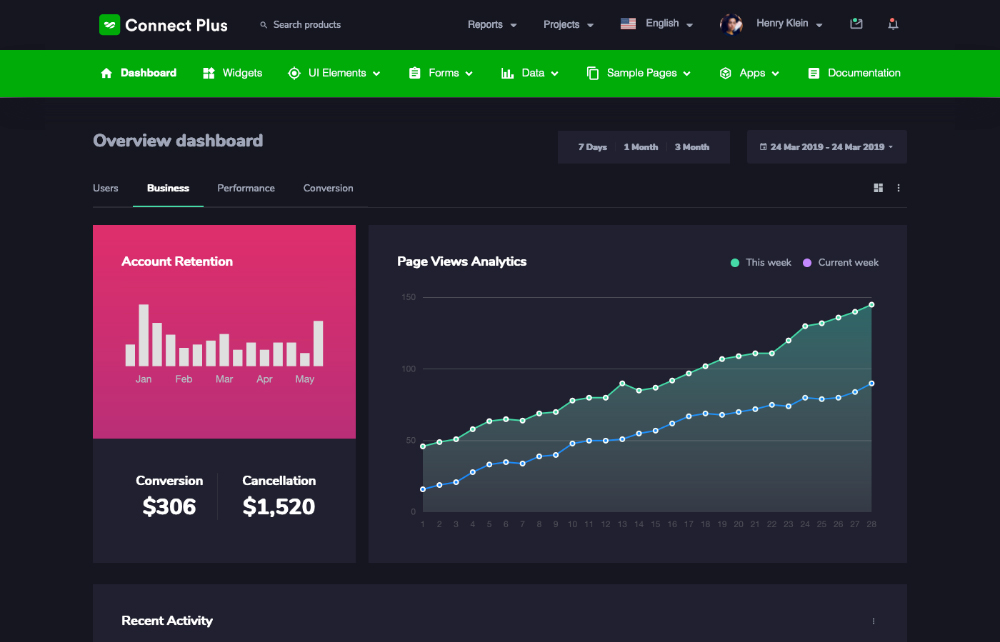 Connect Plus Search products Reports Projects English Henry Klein
Dashboard Widgets UI Elements Forms Data Sample Pages Apps Documentation
Overview dashboard
7 Days 1 Month 3 Month 24 Mar 2019 - 24 Mar 2019
Users Business Performance Conversion
Account Retention
Jan Feb Mar Apr May
Conversion Cancellation
$306 $1,520
Page Views Analytics This week Current week
150
100
50
0
1 2 3 4 5 6 7 8 9 10 11 12 13 14 15 16 17 18 19 20 21 22 23 24 25 26 27 28
Recent Activity